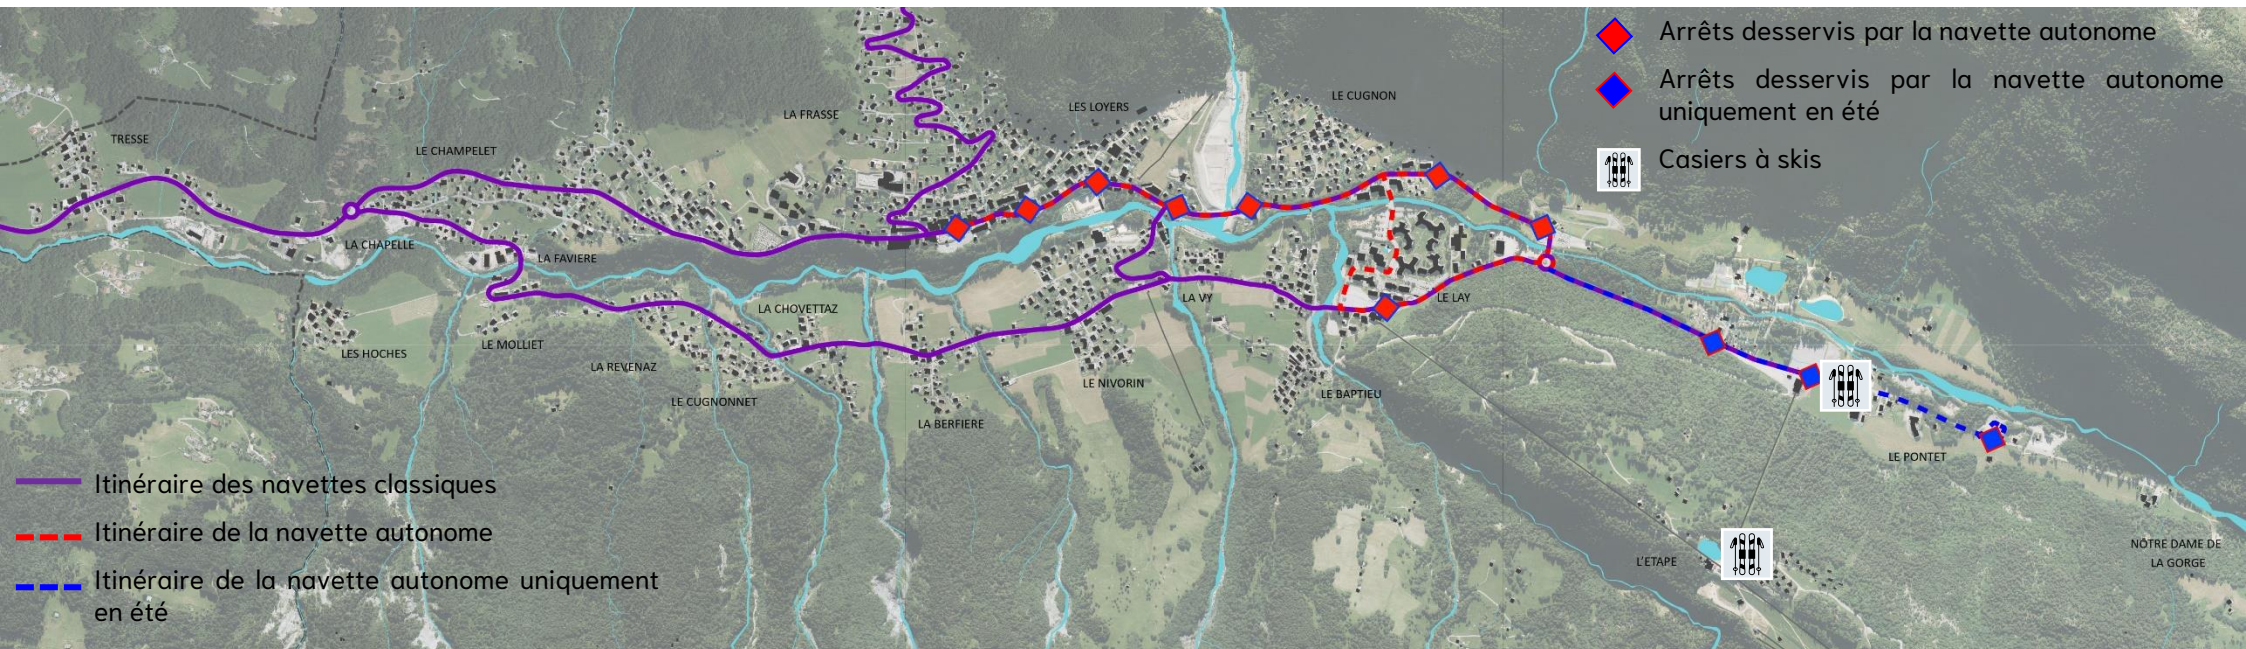 Arrêts desservis par la navette autonome
Arrêts desservis par la navette autonome
uniquement en été
Casiers à skis
TRESSE
LE CHAMPELET
LA FRASSE
LES LOYERS
LE CUGNON
LA CHAPELLE
LA FAVIERE
LA CHOVETTAZ
LA VY
LE LAY
LES HOCHES
LE MOLLIET
LA REVENAZ
LE CUGNONNET
LA BERFIERE
LE NIVORIN
LE BAPTIEU
LE PONTET
L'ETAPE
NOTRE DAME DE
LA GORGE
Itinéraire des navettes classiques
Itinéraire de la navette autonome
Itinéraire de la navette autonome uniquement
en été